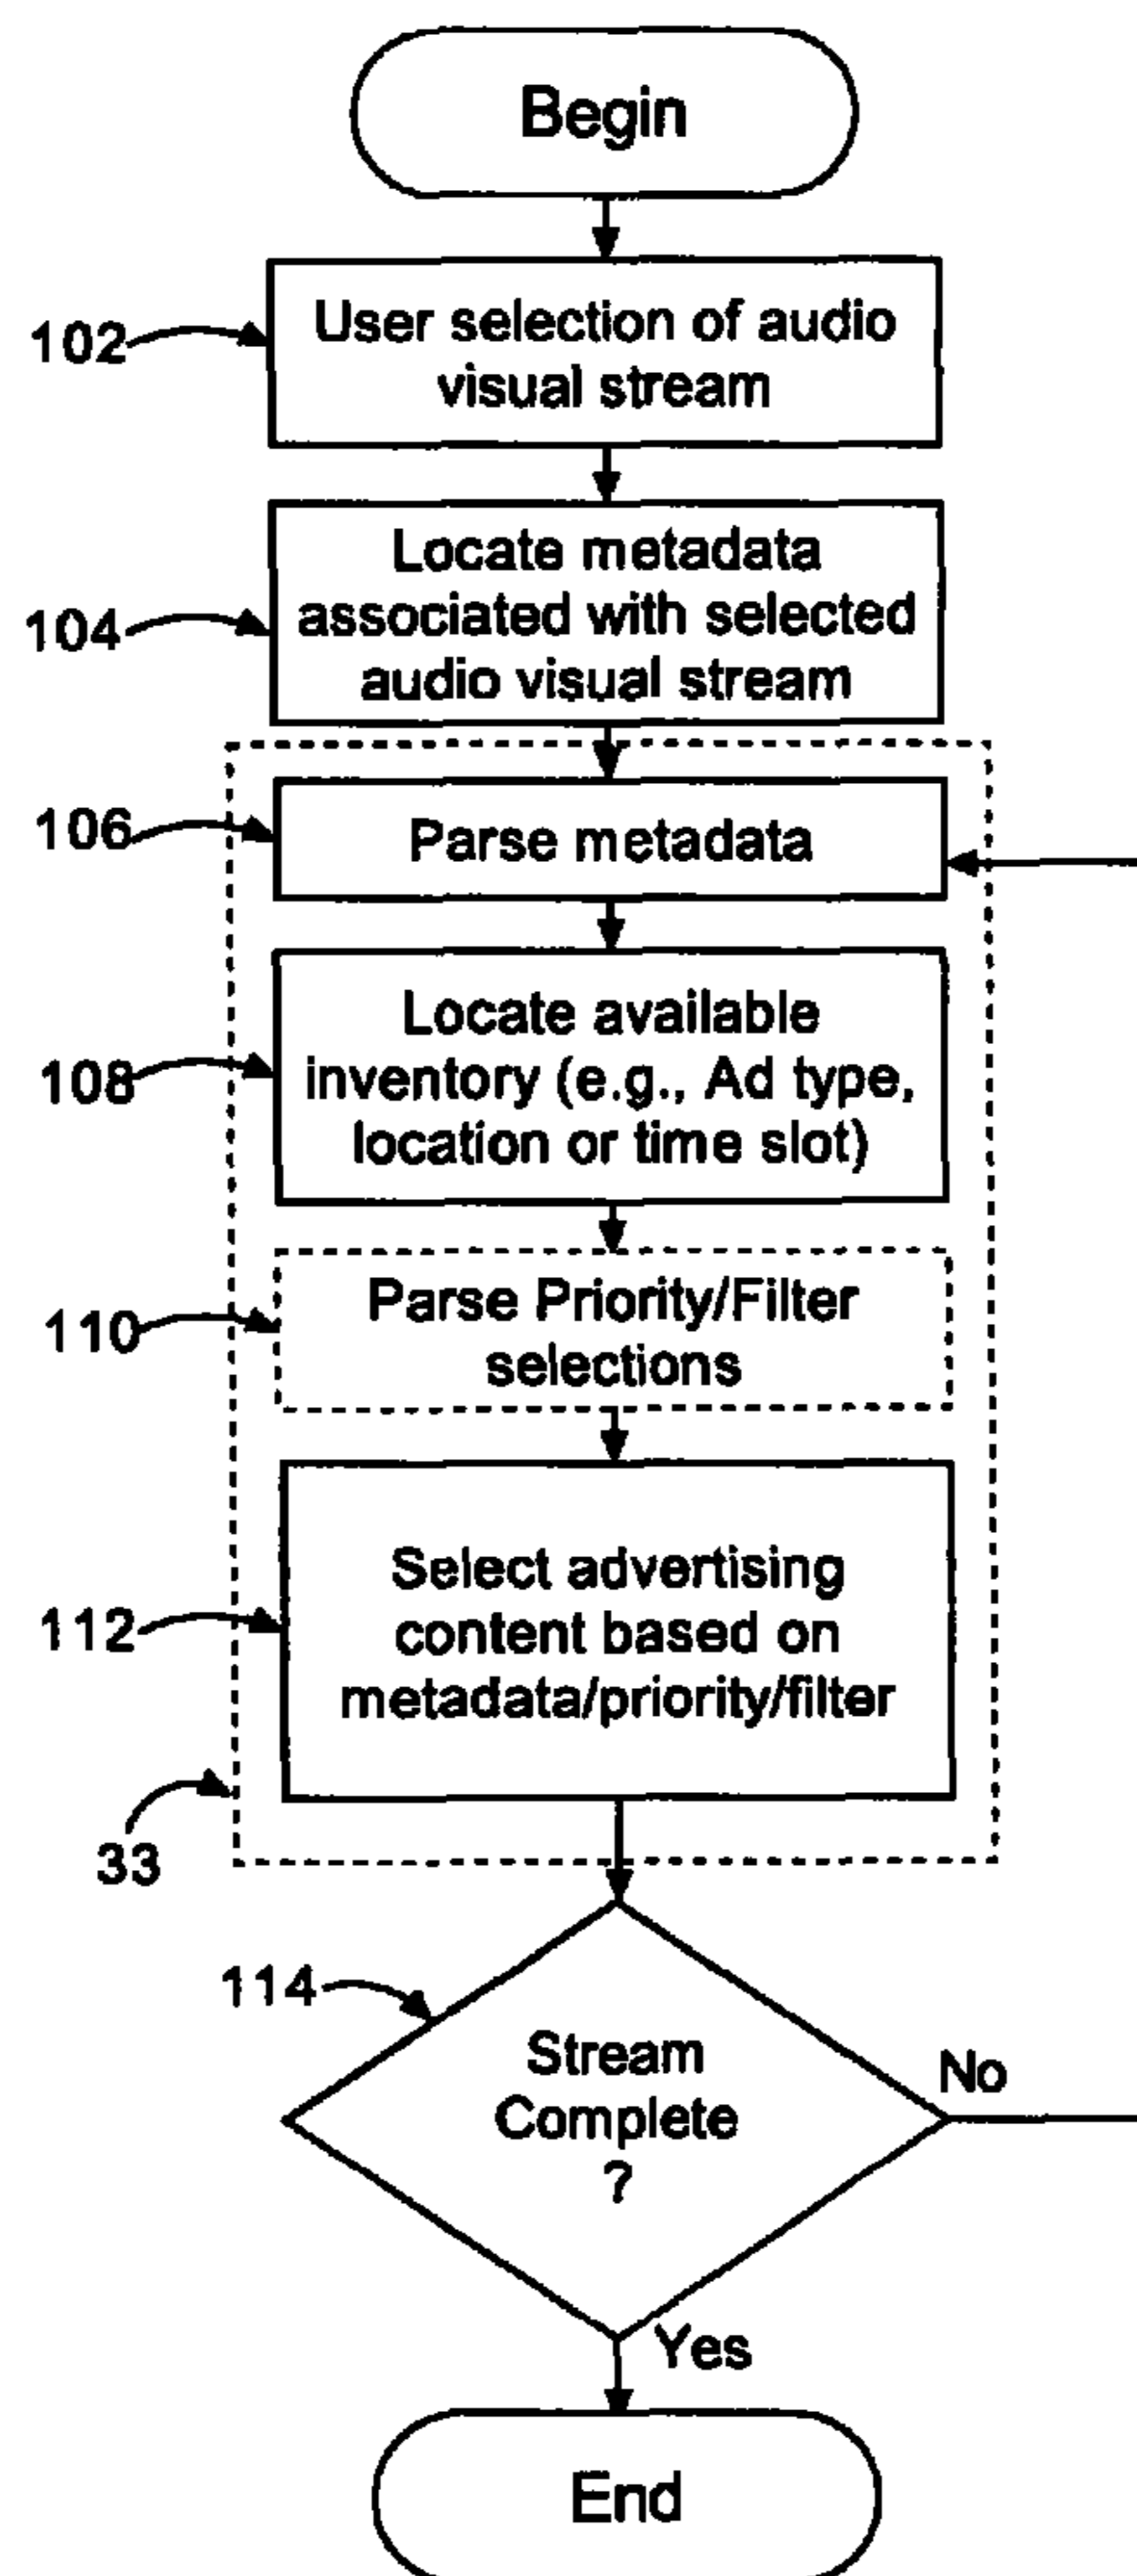 Begin
102
User selection of audio
visual stream
104
Locate metadata
associated with selected
audio visual stream
106
Parse metadata
108
Locate available
inventory (e.g., Ad type,
location or time slot)
110
Parse Priority/Filter
selections
112
Select advertising
content based on
metadata/priority/filter
33
114
Stream
Complete
?
No
Yes
End